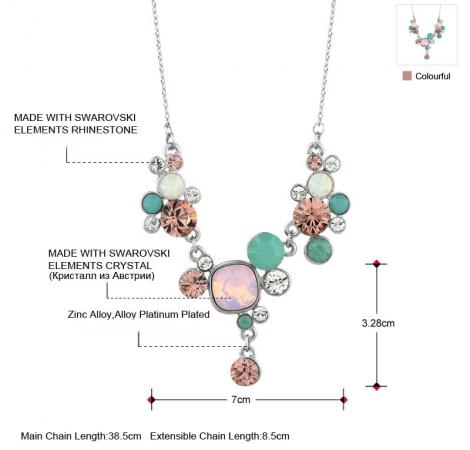 Colourful
MADE WITH SWAROVSKI
ELEMENTS RHINESTONE
MADE WITH SWAROVSKI
ELEMENTS CRYSTAL
(Кристалл из Австрии)
Zinc Alloy,Alloy Platinum Plated
3.28cm
7cm
Main Chain Length:38.5cm Extensible Chain Length:8.5cm